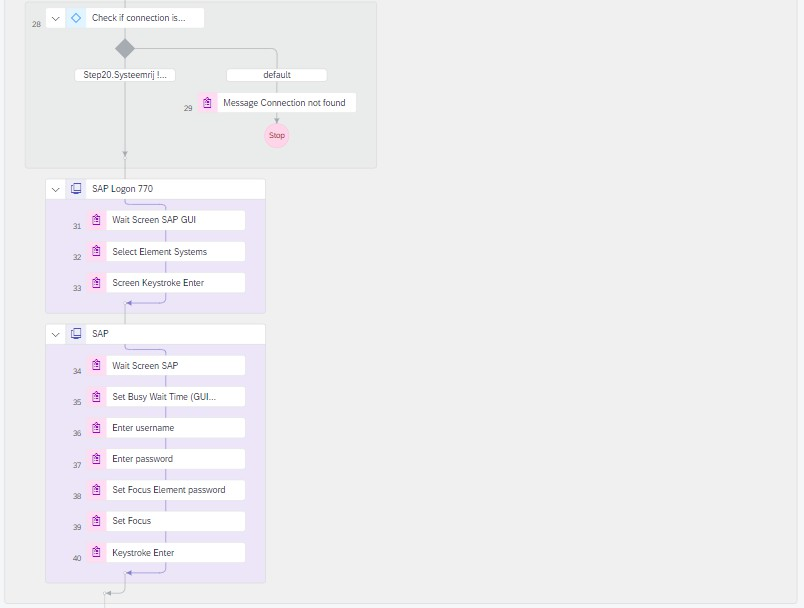 28 Check if connection is...
Step20.Systeemrij !... default
29 Message Connection not found
Stop
SAP Logon 770
31 Wait Screen SAP GUI
32 Select Element Systems
33 Screen Keystroke Enter
SAP
34 Wait Screen SAP
35 Set Busy Wait Time (GUI...
36 Enter username
37 Enter password
38 Set Focus Element password
39 Set Focus
40 Keystroke Enter